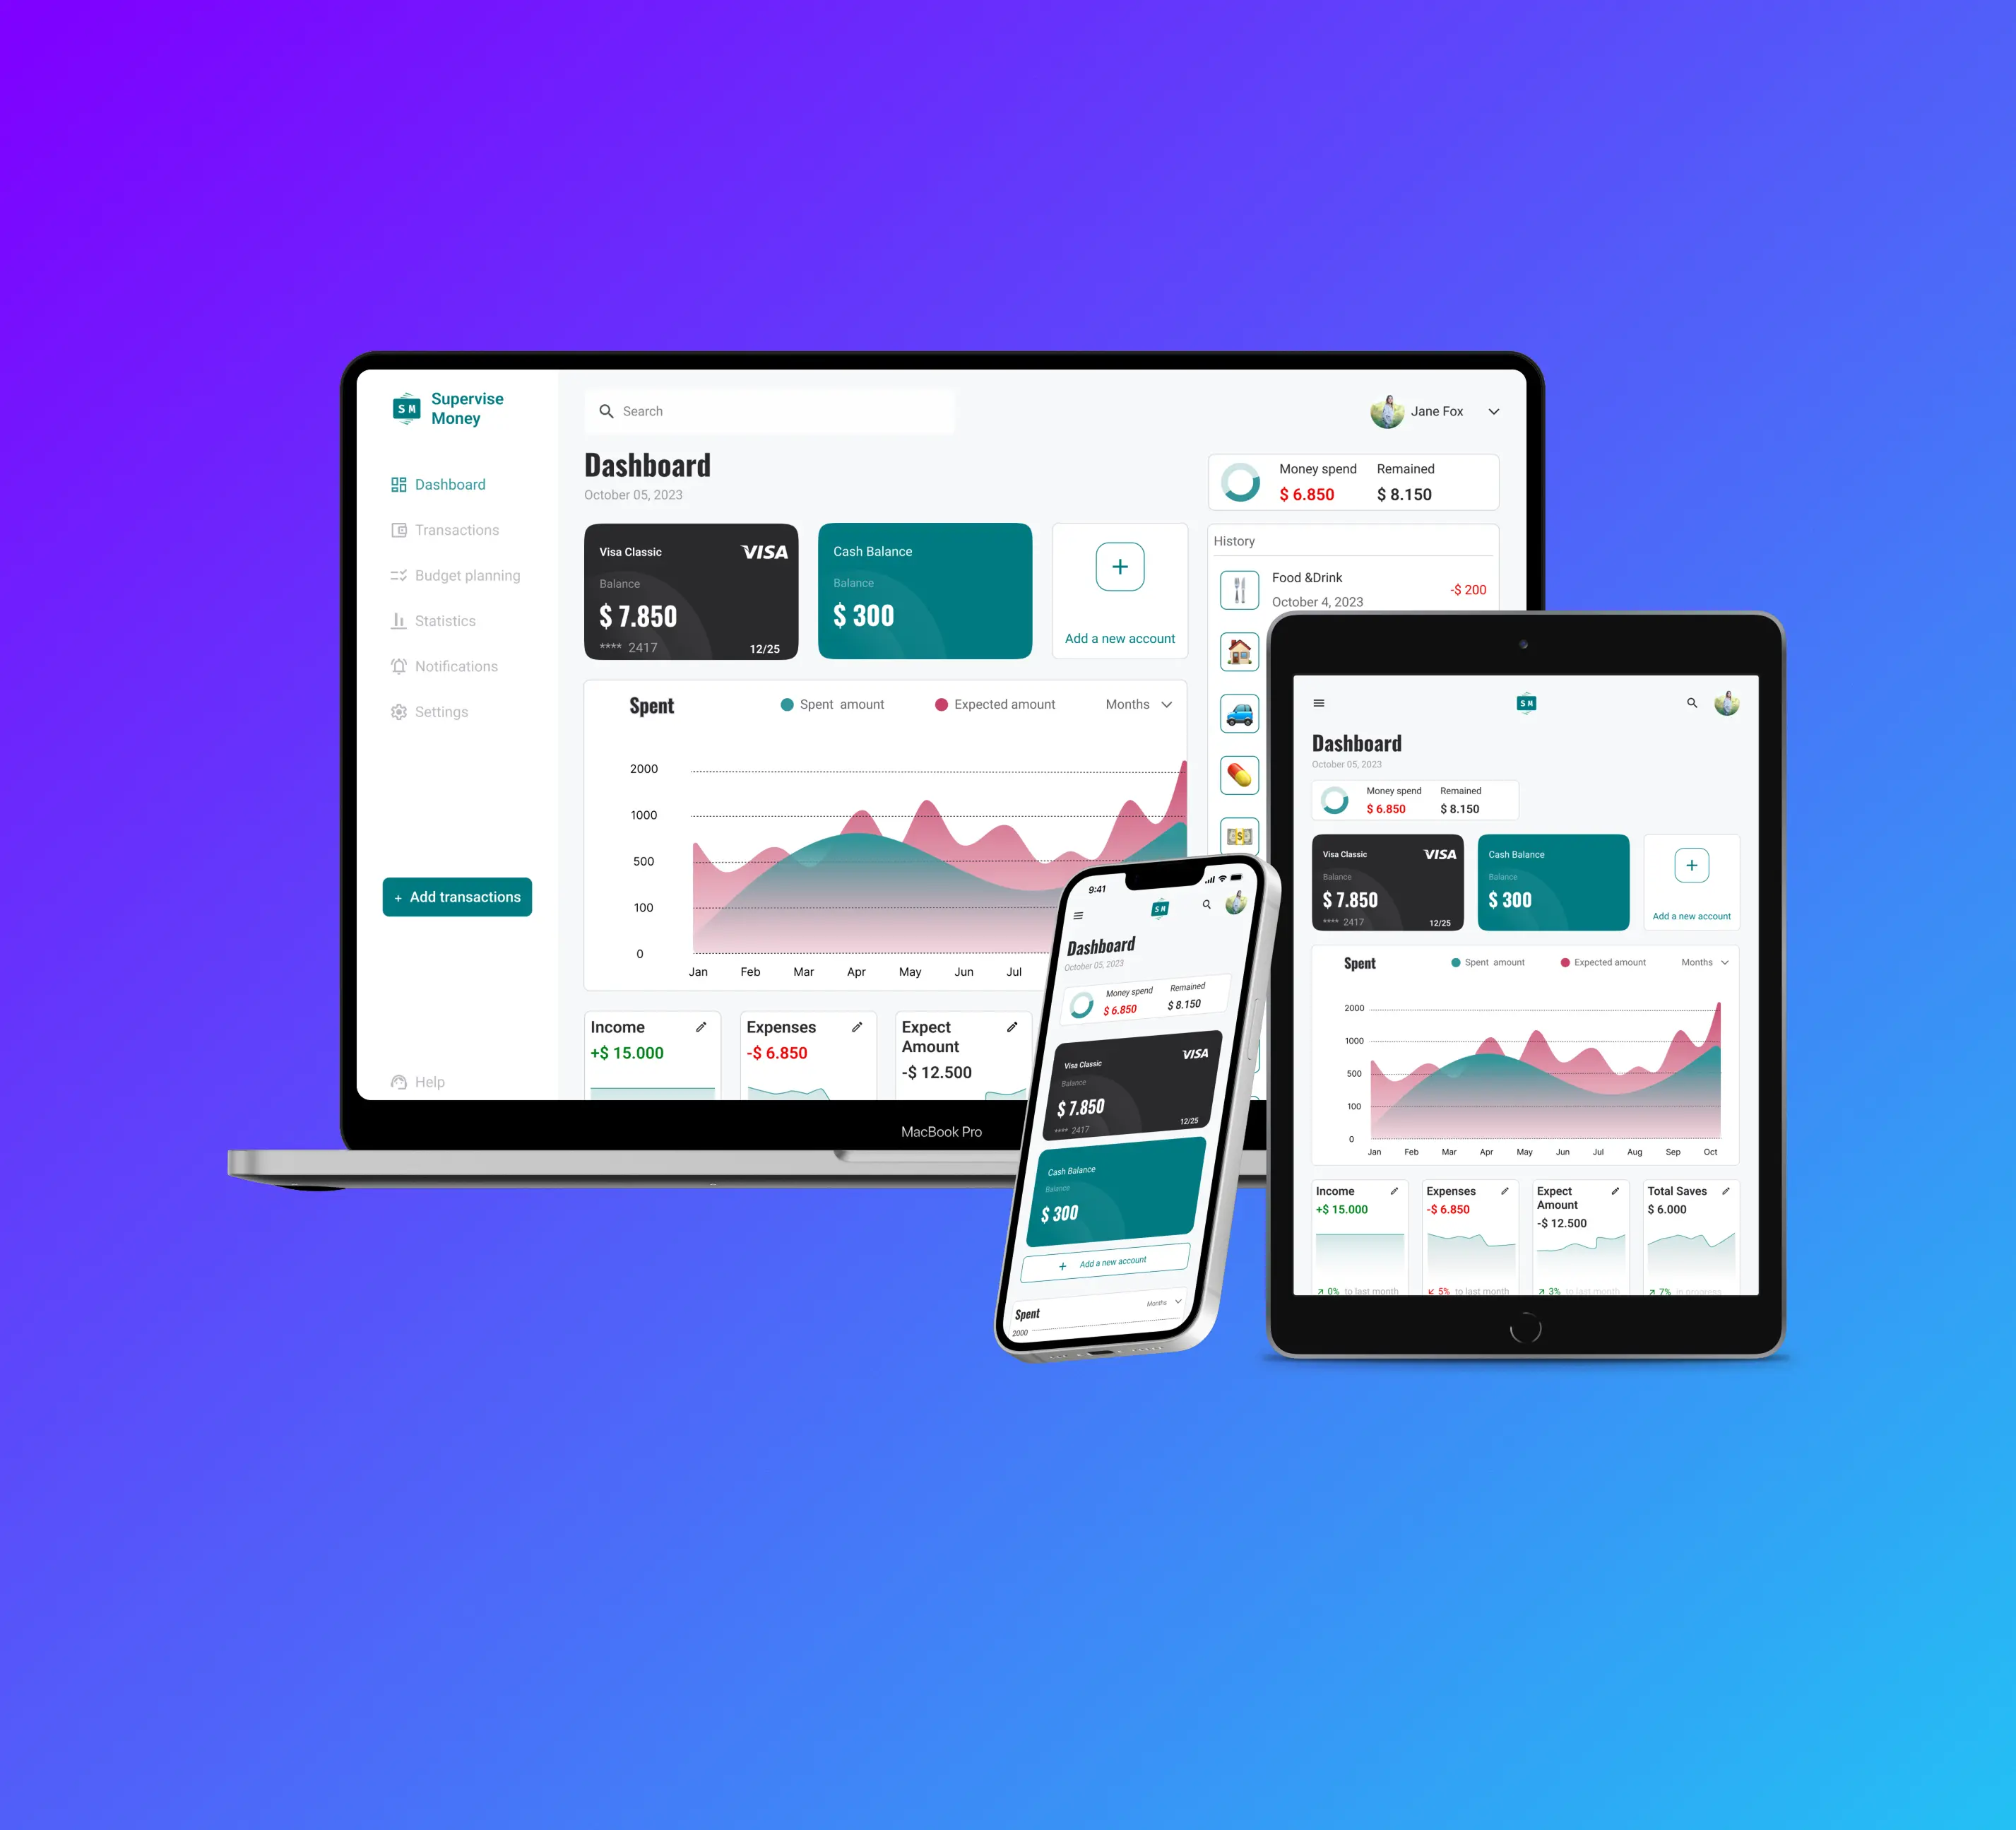 S M
Supervise
Money
Search
Jane Fox
Dashboard
Transactions
Budget planning
Statistics
Notifications
Settings
+ Add transactions
Help
Dashboard
October 05, 2023
Money spend Remained
$ 6.850 $ 8.150
Visa Classic VISA
Balance
$ 7.850
**** 2417 12/25
Cash Balance
Balance
$ 300
+
Add a new account
History
Food &Drink
October 4, 2023
-$ 200
Spent Spent amount Expected amount Months
2000
1000
500
100
0
Jan Feb Mar Apr May Jun Jul
Income
+$ 15.000
Expenses
-$ 6.850
Expect
Amount
-$ 12.500
MacBook Pro
9:41
S M
Dashboard
October 05, 2023
Money spend Remained
$ 6.850 $ 8.150
Visa Classic VISA
Balance
$ 7.850
**** 2417 12/25
Cash Balance
Balance
$ 300
+ Add a new account
Spent Months
2000
S M
Dashboard
October 05, 2023
Money spend Remained
$ 6.850 $ 8.150
Visa Classic VISA
Balance
$ 7.850
**** 2417 12/25
Cash Balance
Balance
$ 300
+
Add a new account
Spent Spent amount Expected amount Months
2000
1000
500
100
0
Jan Feb Mar Apr May Jun Jul Aug Sep Oct
Income
+$ 15.000
0% to last month
Expenses
-$ 6.850
5% to last month
Expect
Amount
-$ 12.500
3% to last month
Total Saves
$ 6.000
7% in progress